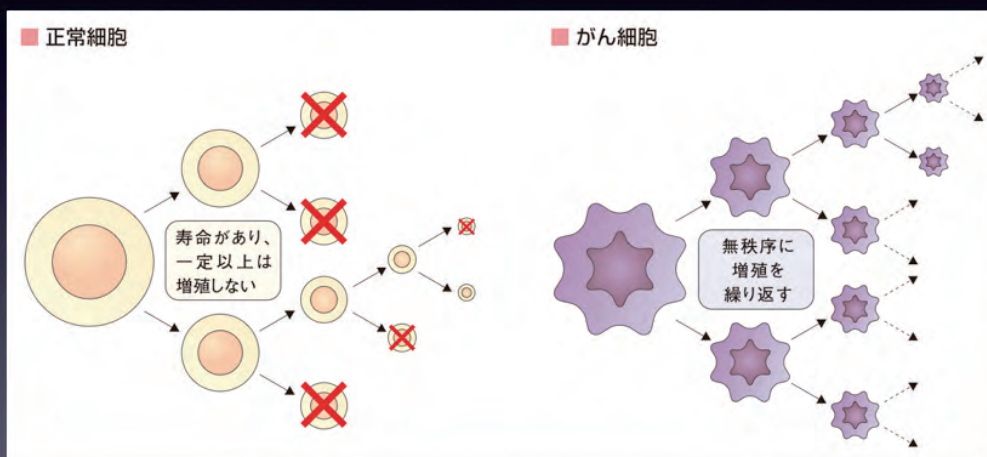 正常細胞
寿命があり、
一定以上は
増殖しない
がん細胞
無秩序に
増殖を
繰り返す